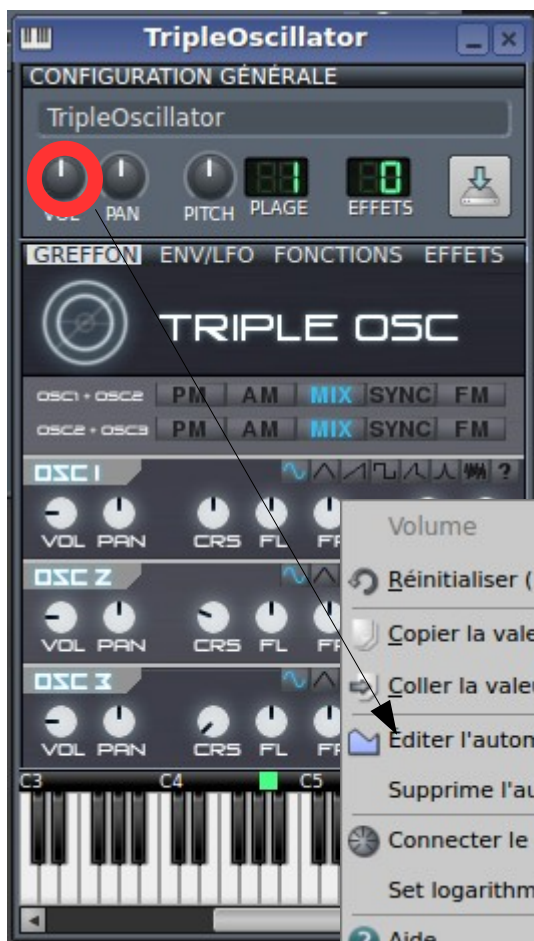 TripleOscillator
CONFIGURATION GÉNÉRALE
TripleOscillator
VOL PAN PITCH PLAGE 1 EFFETS 0
GREFFON ENV/LFO FONCTIONS EFFETS
TRIPLE OSC
OSC1 + OSC2 PM AM MIX SYNC FM
OSC2 + OSC3 PM AM MIX SYNC FM
OSC 1 ?
VOL PAN CRS FL
Volume
OSC 2
Réinitialiser (
VOL PAN CRS FL
Copier la vale
OSC 3
Coller la valeu
VOL PAN CRS FL
Editer l'autom
C3 C4 C5
Supprime l'au
Connecter le
Set logarithm
Aide